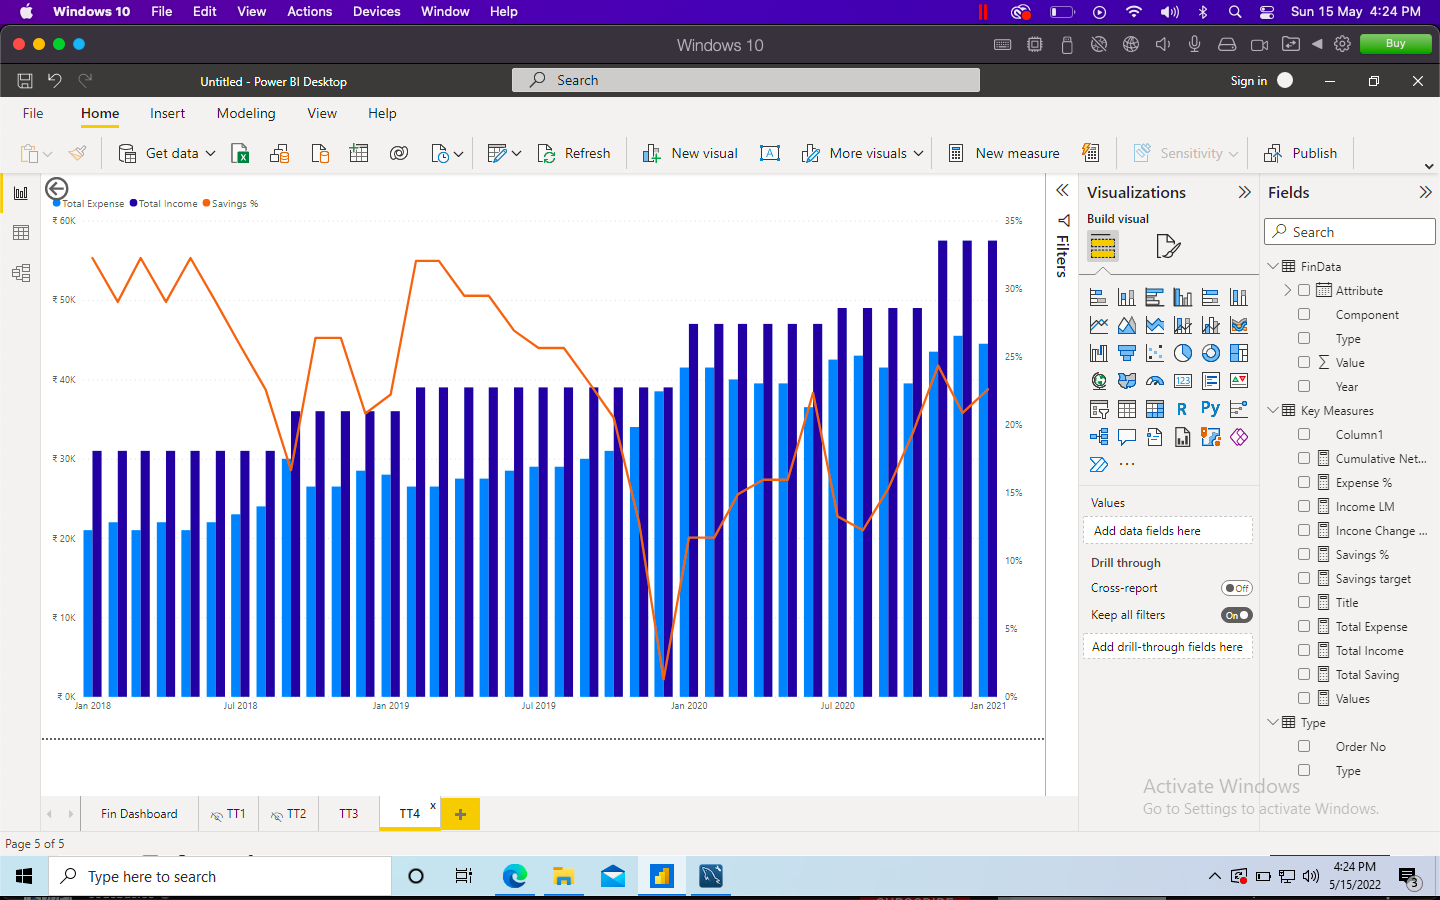 Windows 10 File Edit View Actions Devices Window Help Sun 15 May 4:24 PM
Windows 10 Buy
Untitled - Power BI Desktop Search Sign in
File Home Insert Modeling View Help
Get data Refresh New visual More visuals New measure Sensitivity Publish
Total Expense Total Income Savings %
₹ 60K
₹ 50K
₹ 40K
₹ 30K
₹ 20K
₹ 10K
₹ 0K
35%
30%
25%
20%
15%
10%
5%
0%
Jan 2018 Jul 2018 Jan 2019 Jul 2019 Jan 2020 Jul 2020 Jan 2021
Filters
Visualizations
Build visual
123
R Py
...
Values
Add data fields here
Drill through
Cross-report Off
Keep all filters On
Add drill-through fields here
Fields
Search
FinData
Attribute
Component
Type
Value
Year
Key Measures
Column1
Cumulative Net...
Expense %
Income LM
Incone Change ...
Savings %
Savings target
Title
Total Expense
Total Income
Total Saving
Values
Type
Order No
Type
Activate Windows
Go to Settings to activate Windows.
Fin Dashboard TT1 TT2 TT3 TT4 x +
Page 5 of 5
Type here to search
4:24 PM
5/15/2022
3